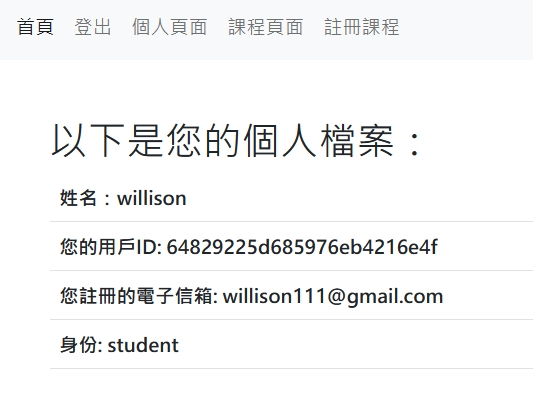 首頁 登出 個人頁面 課程頁面 註冊課程
以下是您的個人檔案：
姓名：willison
您的用戶ID: 64829225d685976eb4216e4f
您註冊的電子信箱: willison111@gmail.com
身份: student